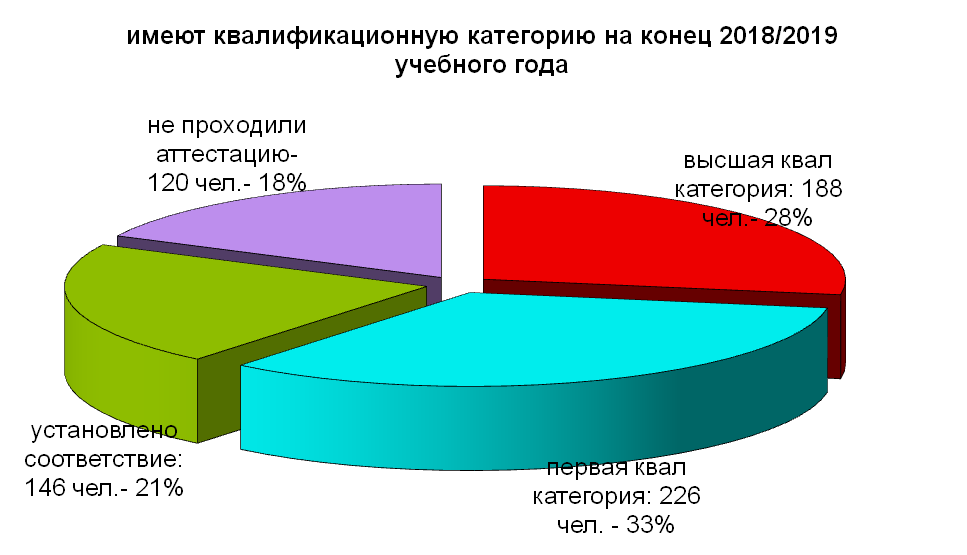 имеют квалификационную категорию на конец 2018/2019
учебного года
не проходили
аттестацию-
120 чел.- 18%
высшая квал
категория: 188
чел.- 28%
установлено
соответствие:
146 чел.- 21%
первая квал
категория: 226
чел. - 33%